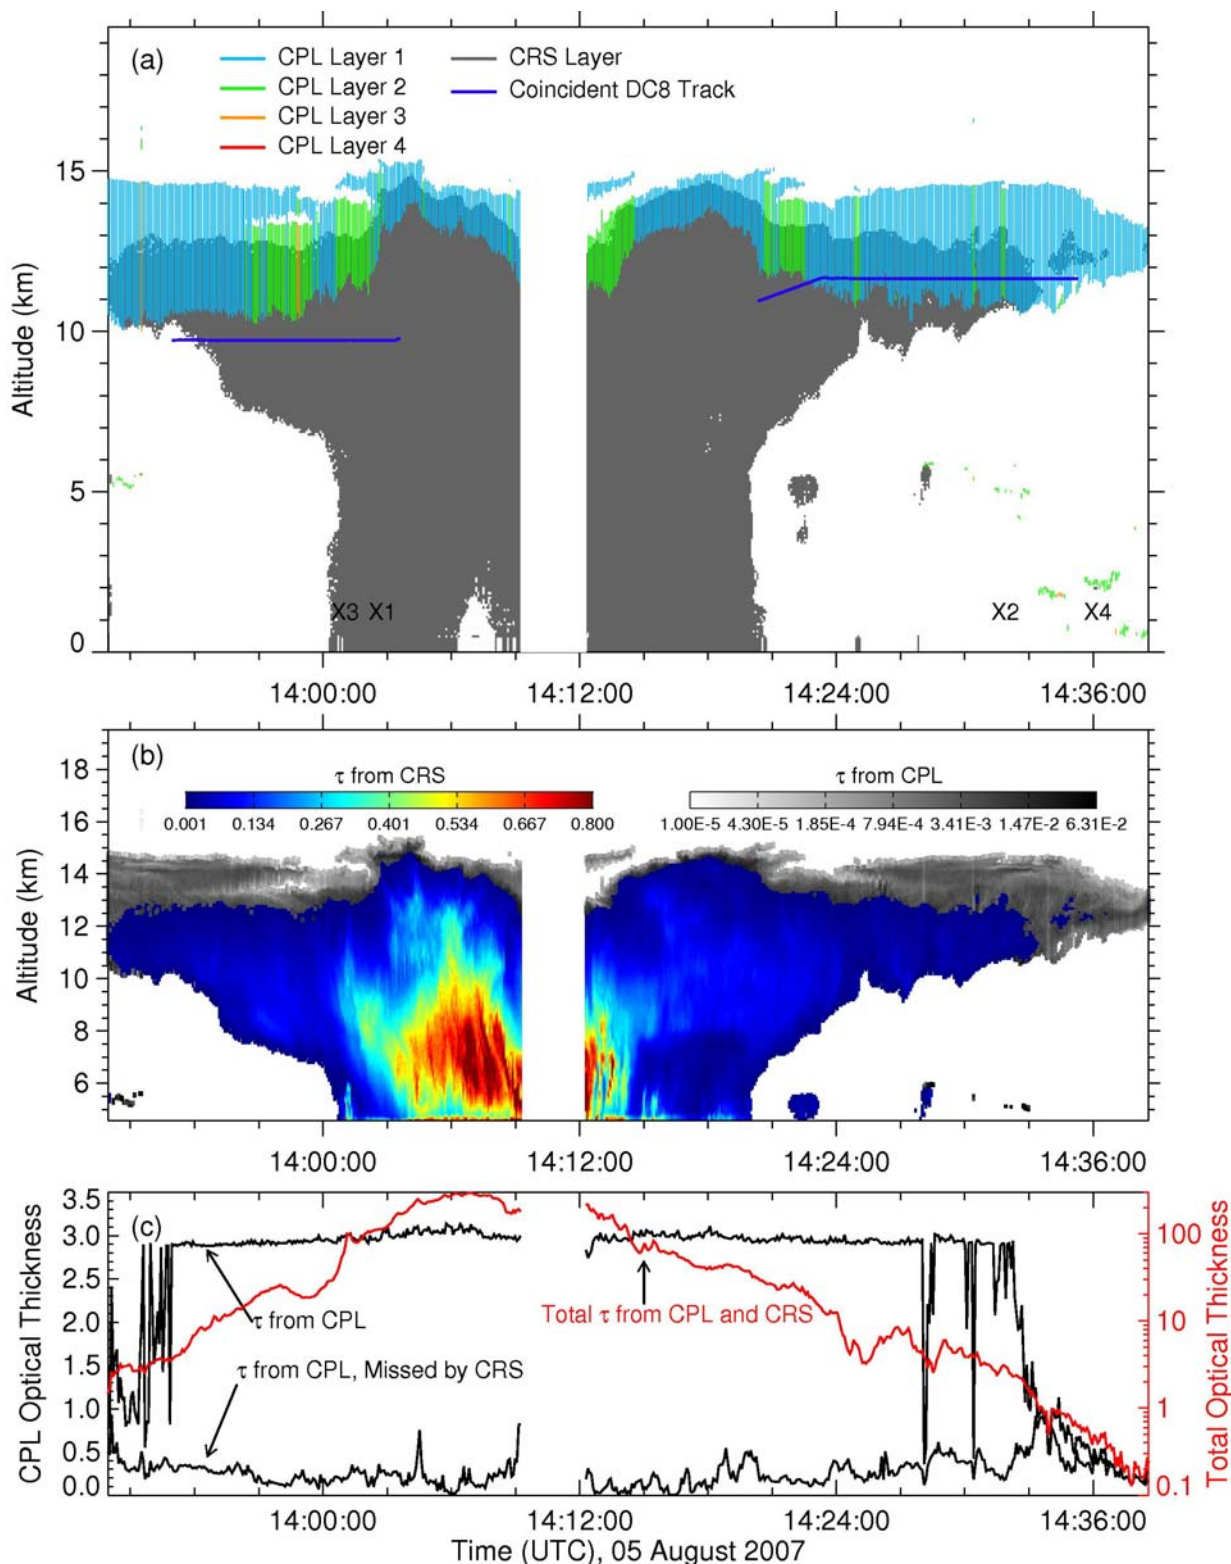 (a)
CPL Layer 1
CPL Layer 2
CPL Layer 3
CPL Layer 4
CRS Layer
Coincident DC8 Track
15
10
5
0
Altitude (km)
X3 X1
X2
X4
14:00:00 14:12:00 14:24:00 14:36:00
(b)
τ from CRS
0.001 0.134 0.267 0.401 0.534 0.667 0.800
τ from CPL
1.00E-5 4.30E-5 1.85E-4 7.94E-4 3.41E-3 1.47E-2 6.31E-2
18
16
14
12
10
8
6
Altitude (km)
14:00:00 14:12:00 14:24:00 14:36:00
(c)
3.5
3.0
2.5
2.0
1.5
1.0
0.5
0.0
CPL Optical Thickness
τ from CPL
τ from CPL, Missed by CRS
Total τ from CPL and CRS
100
10
1
0.1
Total Optical Thickness
14:00:00 14:12:00 14:24:00 14:36:00
Time (UTC), 05 August 2007